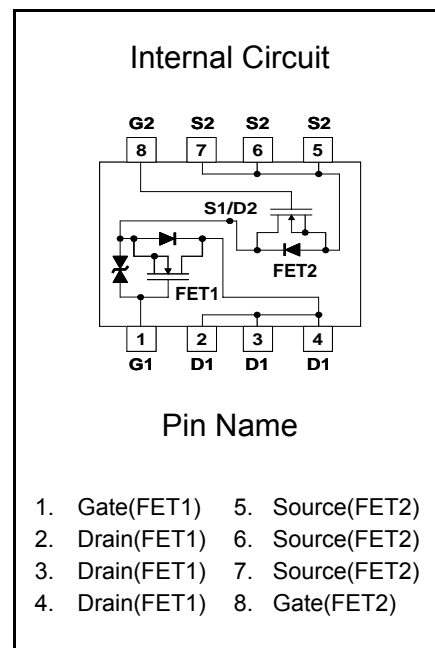 Internal Circuit
G2 S2 S2 S2
8 7 6 5
S1/D2
FET2
FET1
1 2 3 4
G1 D1 D1 D1
Pin Name
1. Gate(FET1) 5. Source(FET2)
2. Drain(FET1) 6. Source(FET2)
3. Drain(FET1) 7. Source(FET2)
4. Drain(FET1) 8. Gate(FET2)